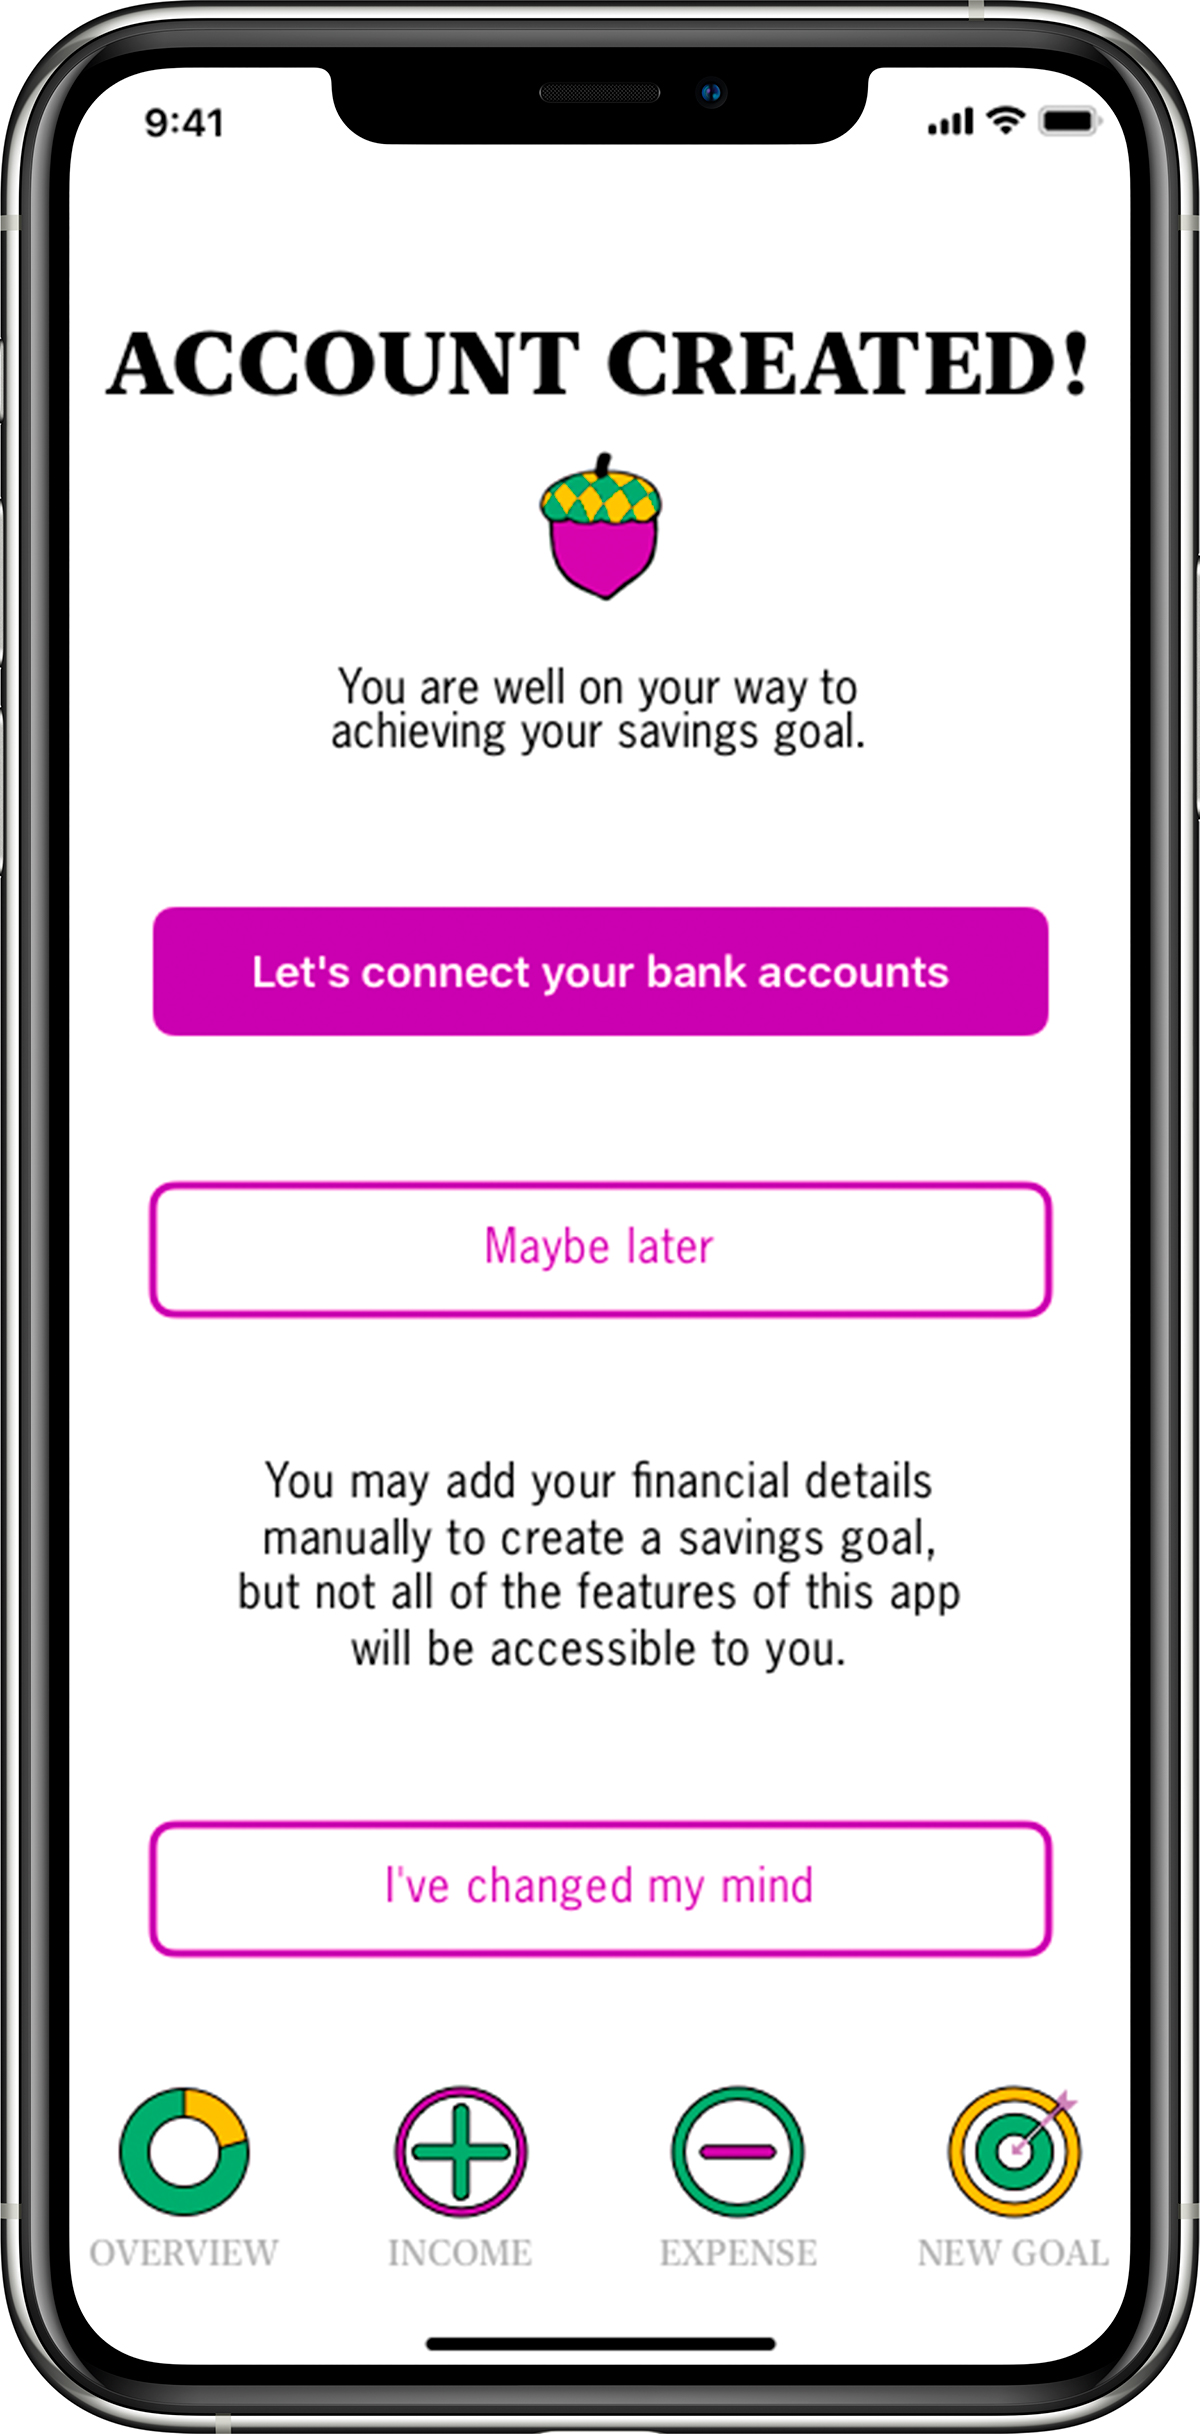 9:41
ACCOUNT CREATED!
You are well on your way to
achieving your savings goal.
Let's connect your bank accounts
Maybe later
You may add your financial details
manually to create a savings goal,
but not all of the features of this app
will be accessible to you.
I've changed my mind
OVERVIEW INCOME EXPENSE NEW GOAL